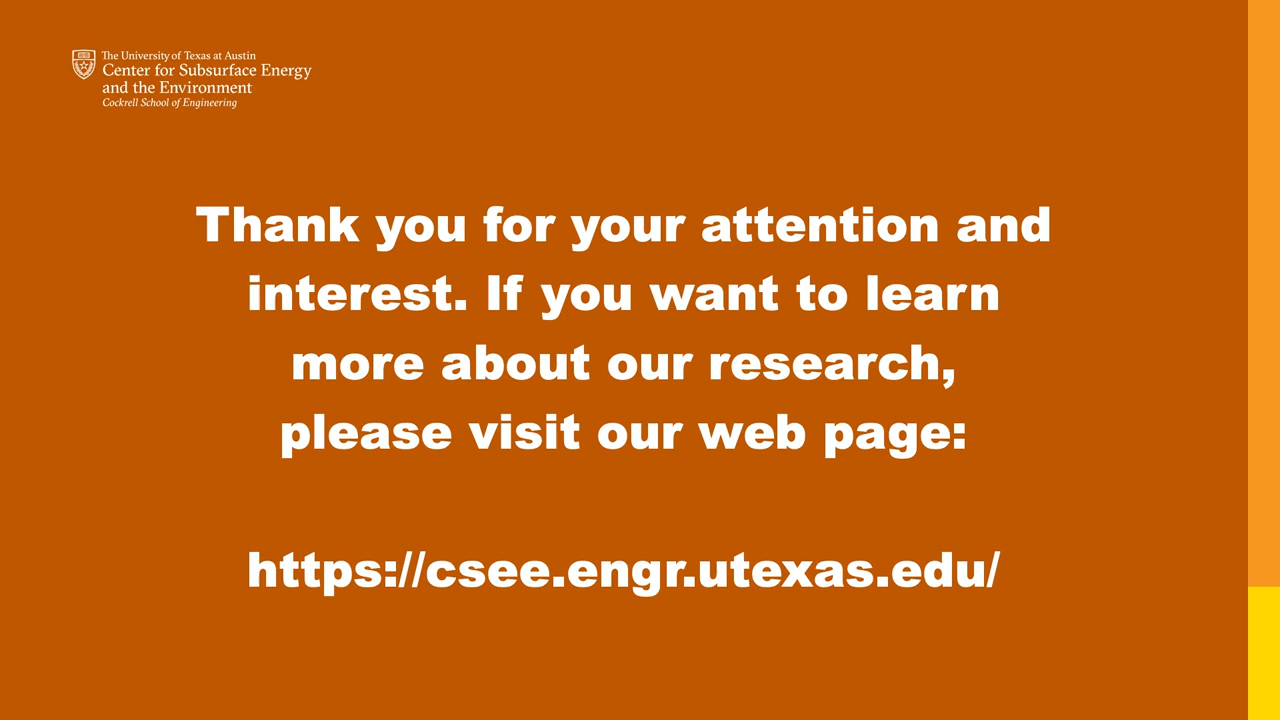 The University of Texas at Austin
Center for Subsurface Energy
and the Environment
Cockrell School of Engineering
Thank you for your attention and
interest. If you want to learn
more about our research,
please visit our web page:
https://csee.engr.utexas.edu/